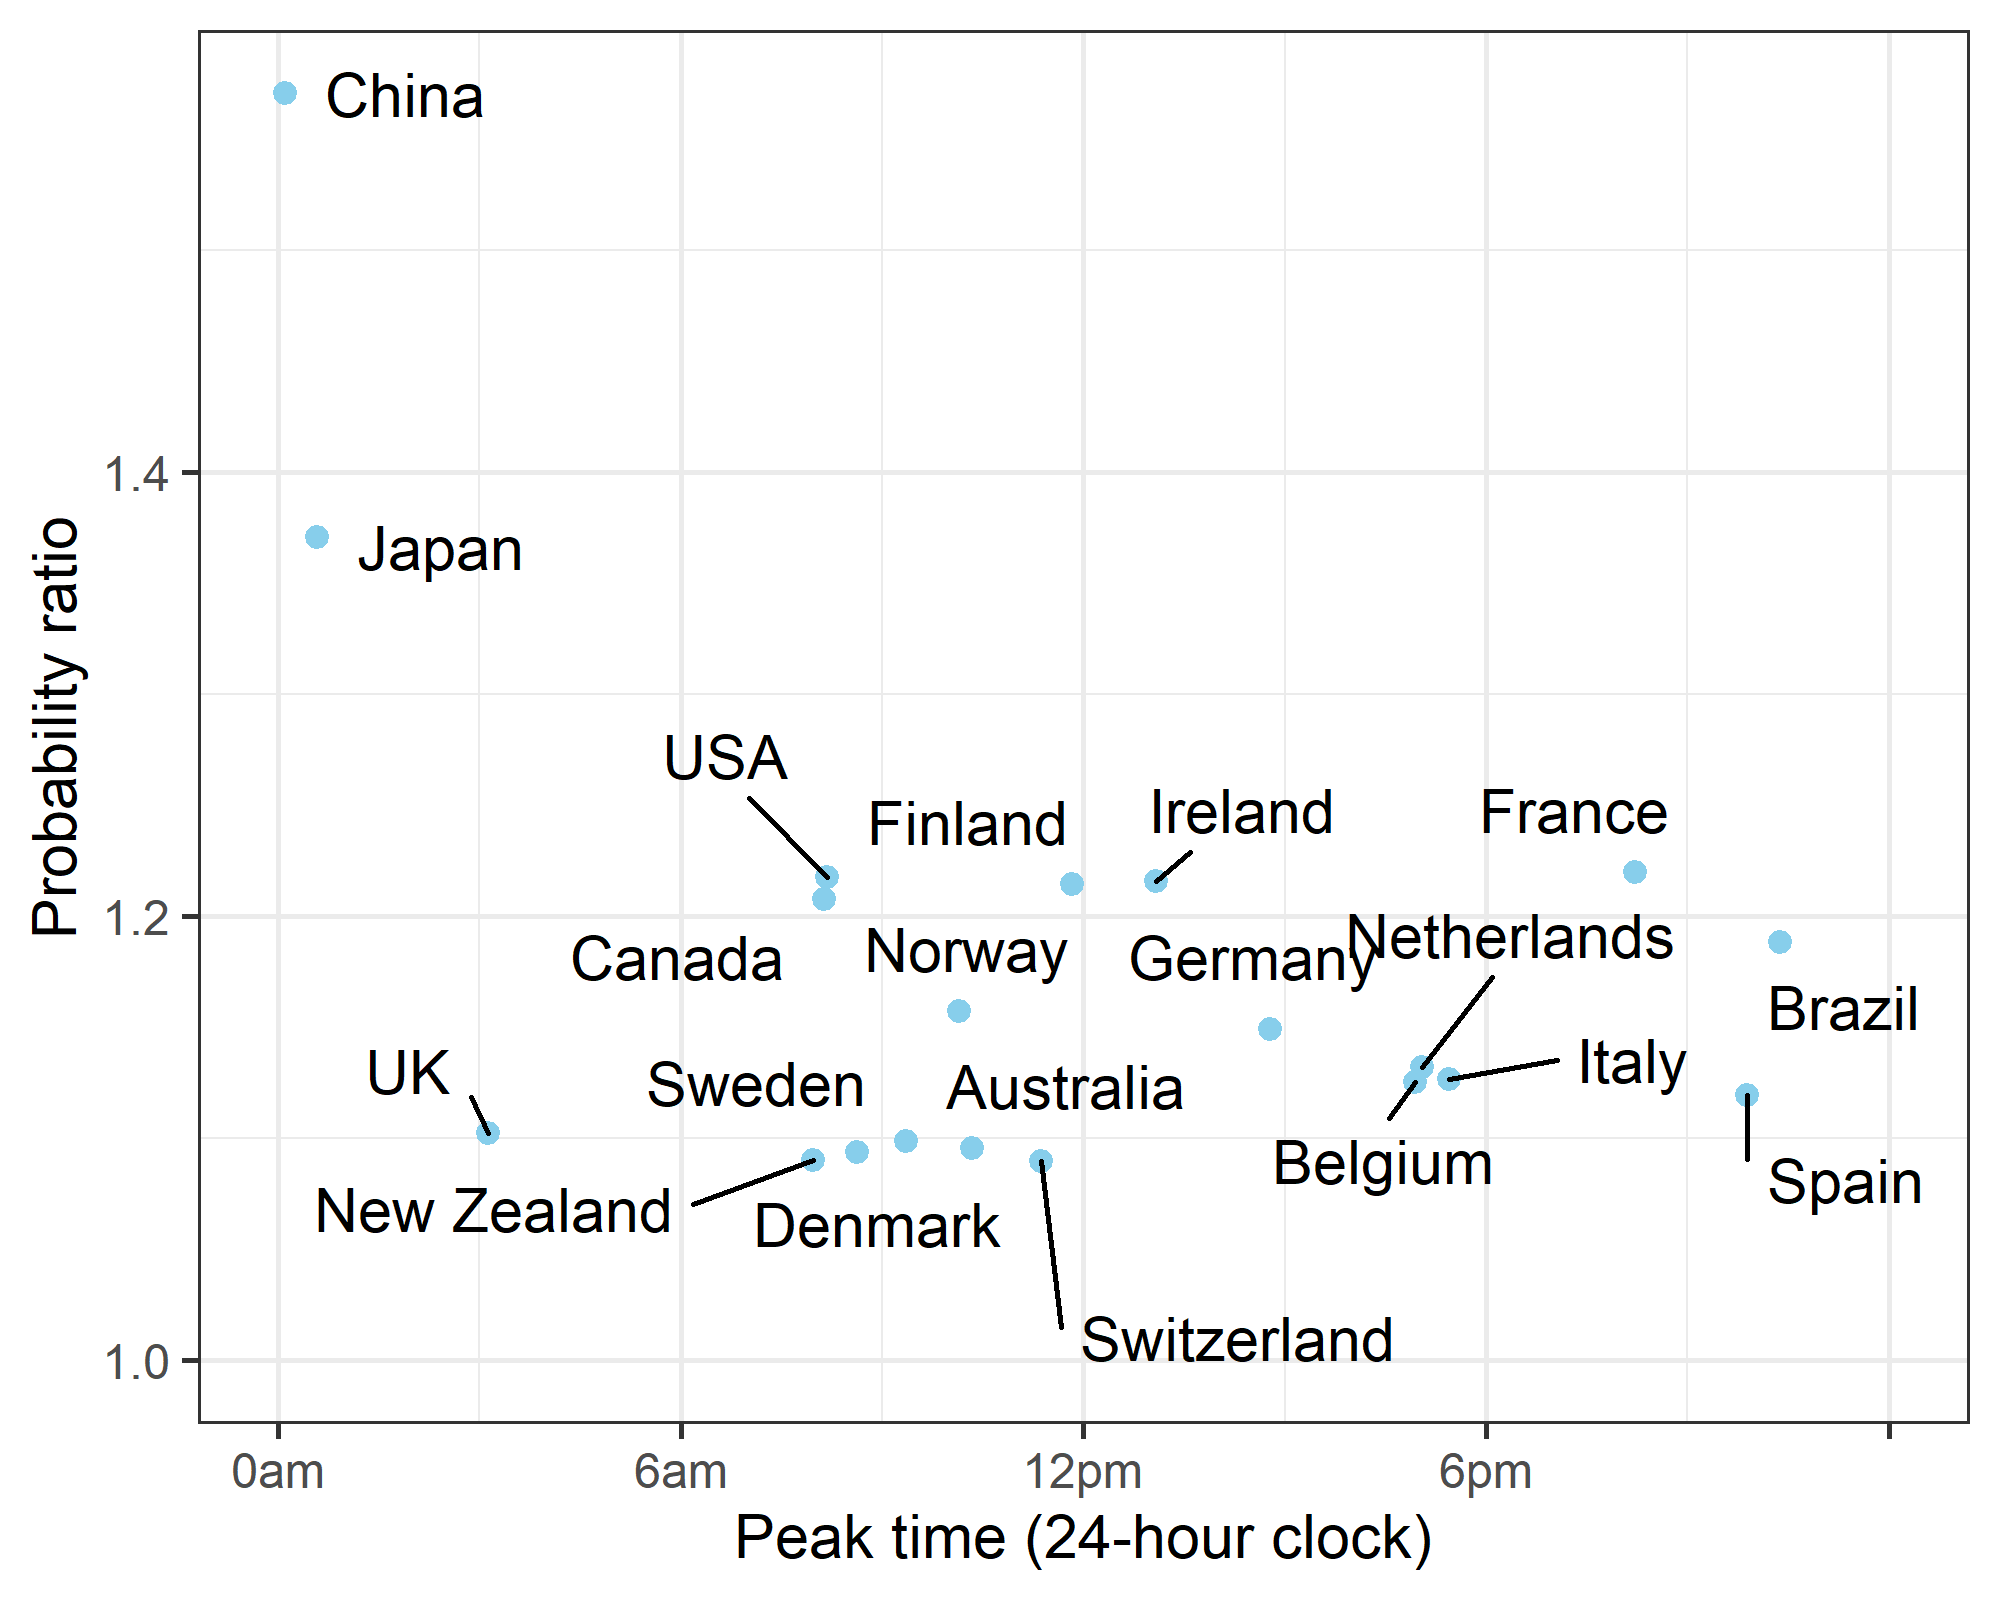 China
1.4
Japan
Probability ratio
USA
Finland
Ireland
France
1.2
Canada
Norway
Germany
Netherlands
Brazil
UK
Sweden
Australia
Italy
New Zealand
Denmark
Belgium
Spain
Switzerland
1.0
0am
6am
12pm
6pm
Peak time (24-hour clock)